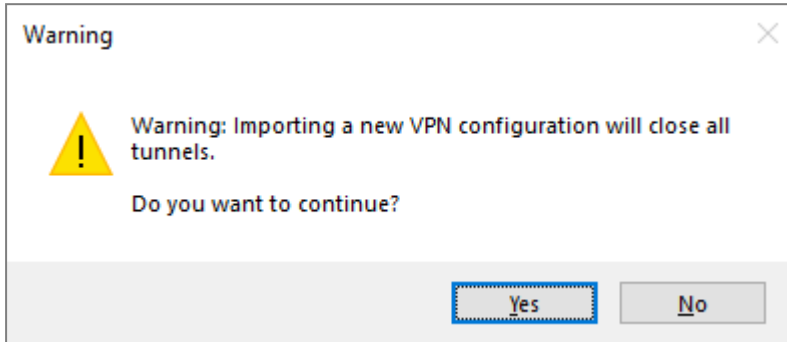 Warning
Warning: Importing a new VPN configuration will close all
tunnels.
Do you want to continue?
Yes
No